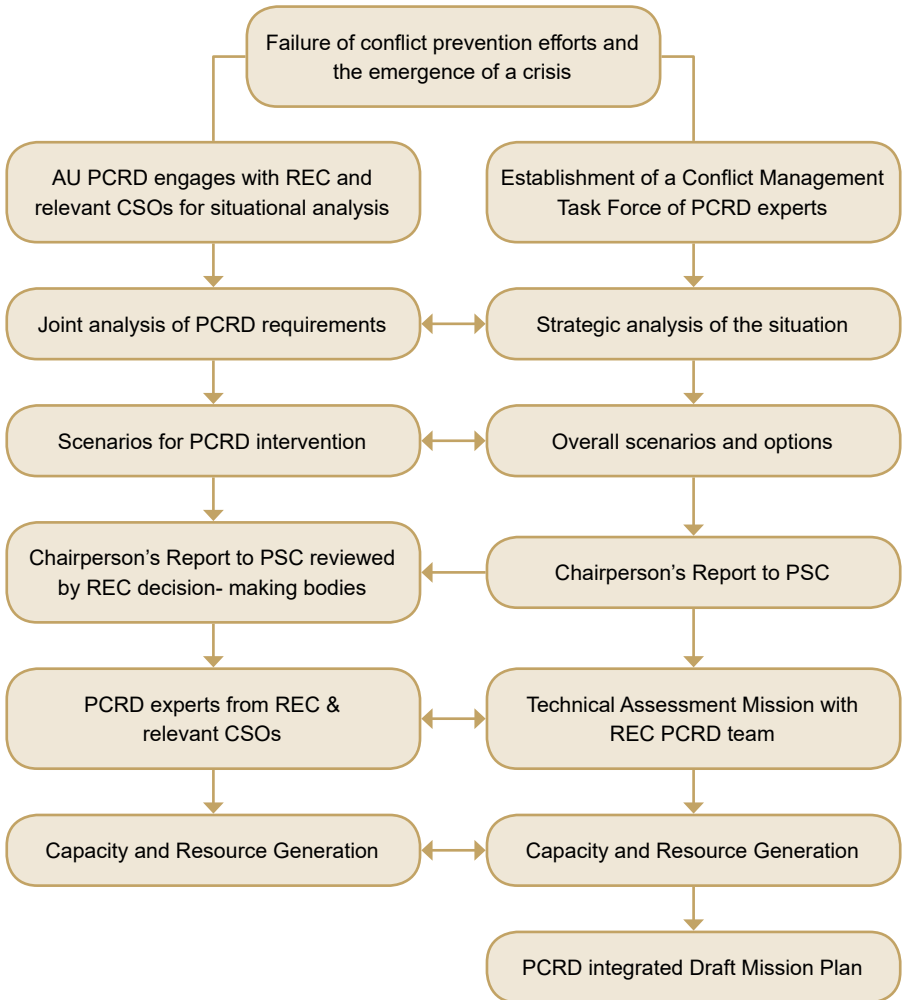 Failure of conflict prevention efforts and
the emergence of a crisis
AU PCRD engages with REC and
relevant CSOs for situational analysis
Establishment of a Conflict Management
Task Force of PCRD experts
Joint analysis of PCRD requirements
Strategic analysis of the situation
Scenarios for PCRD intervention
Overall scenarios and options
Chairperson’s Report to PSC reviewed
by REC decision- making bodies
Chairperson’s Report to PSC
PCRD experts from REC &
relevant CSOs
Technical Assessment Mission with
REC PCRD team
Capacity and Resource Generation
Capacity and Resource Generation
PCRD integrated Draft Mission Plan